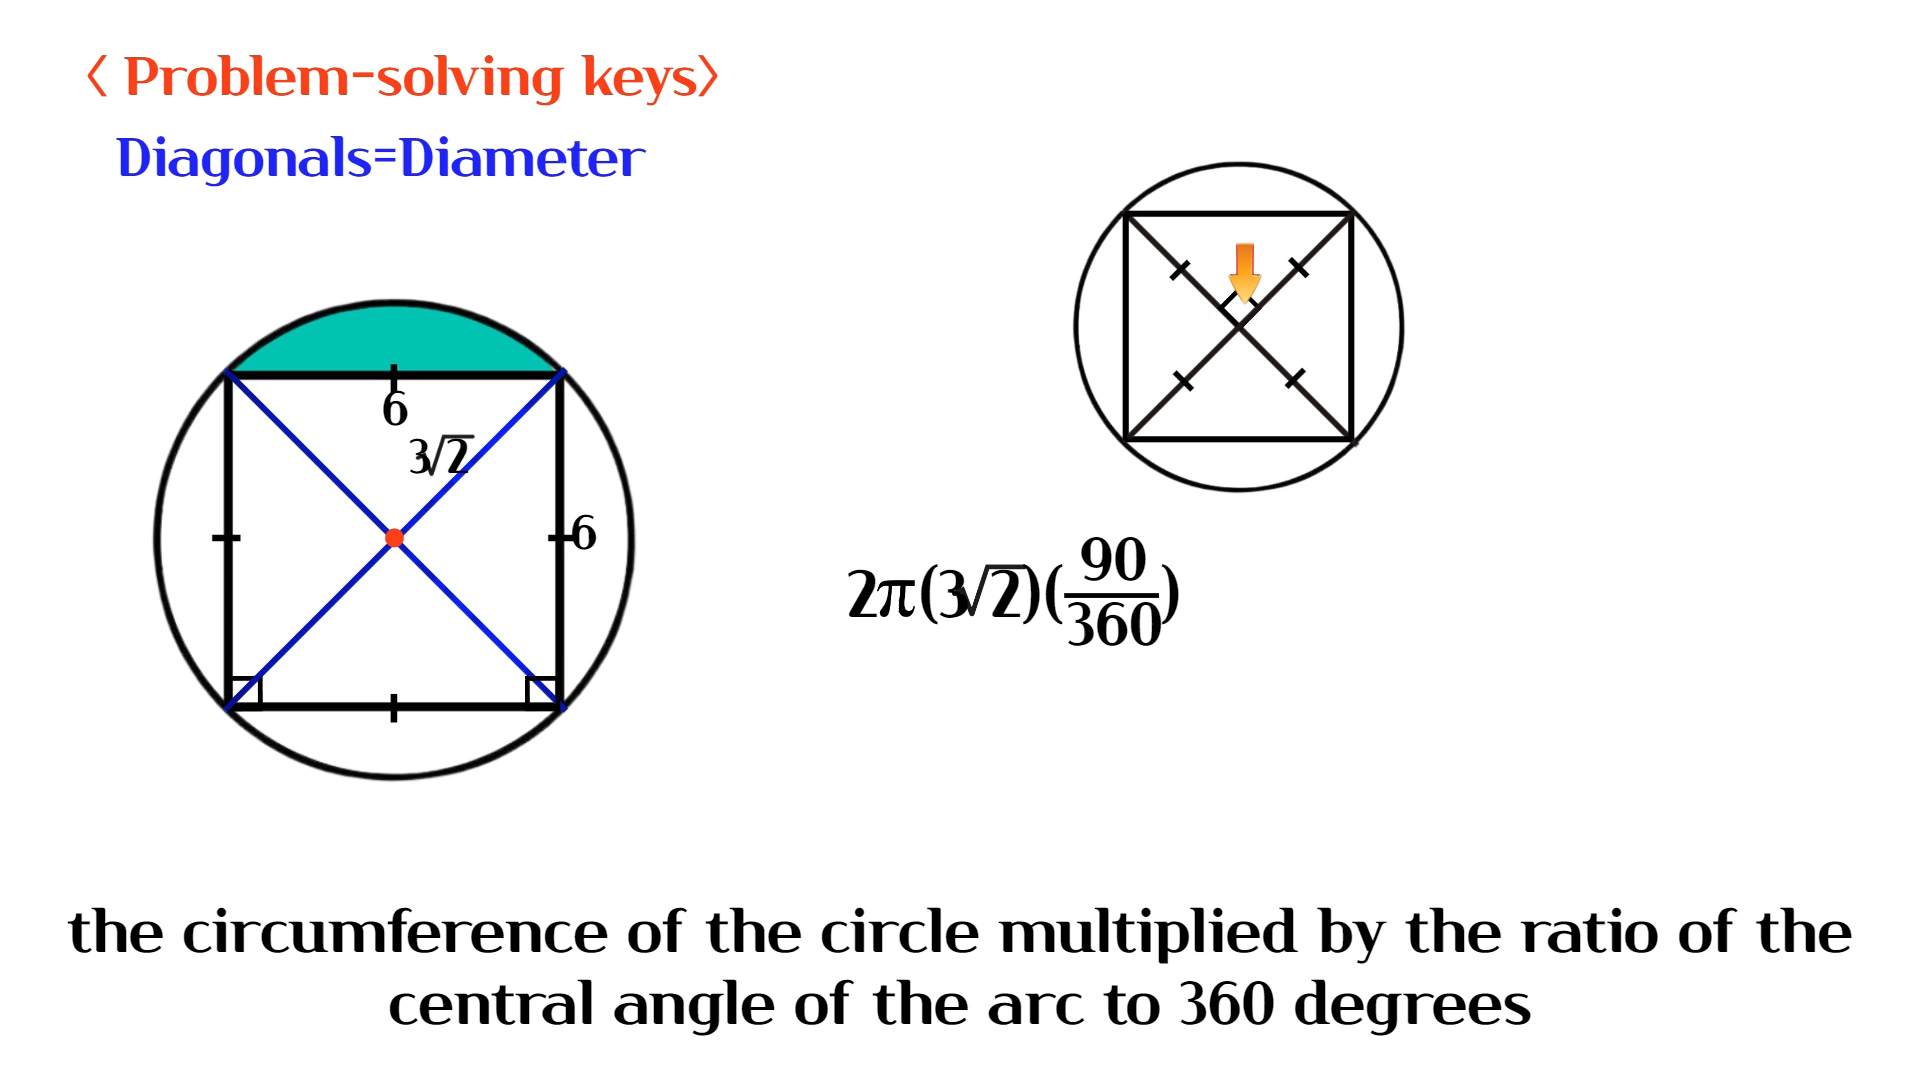 〈 Problem-solving keys〉
Diagonals=Diameter
6
3√2
6
2π(3√2)(90/360)
the circumference of the circle multiplied by the ratio of the
central angle of the arc to 360 degrees